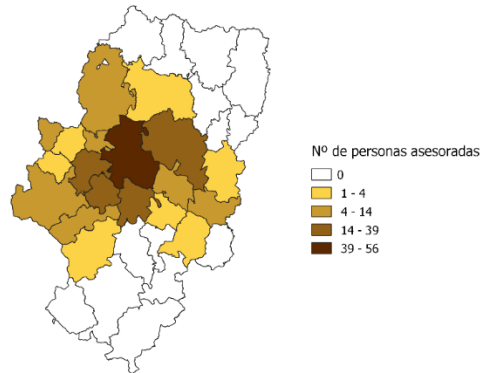 Nº de personas asesoradas
0
1 - 4
4 - 14
14 - 39
39 - 56